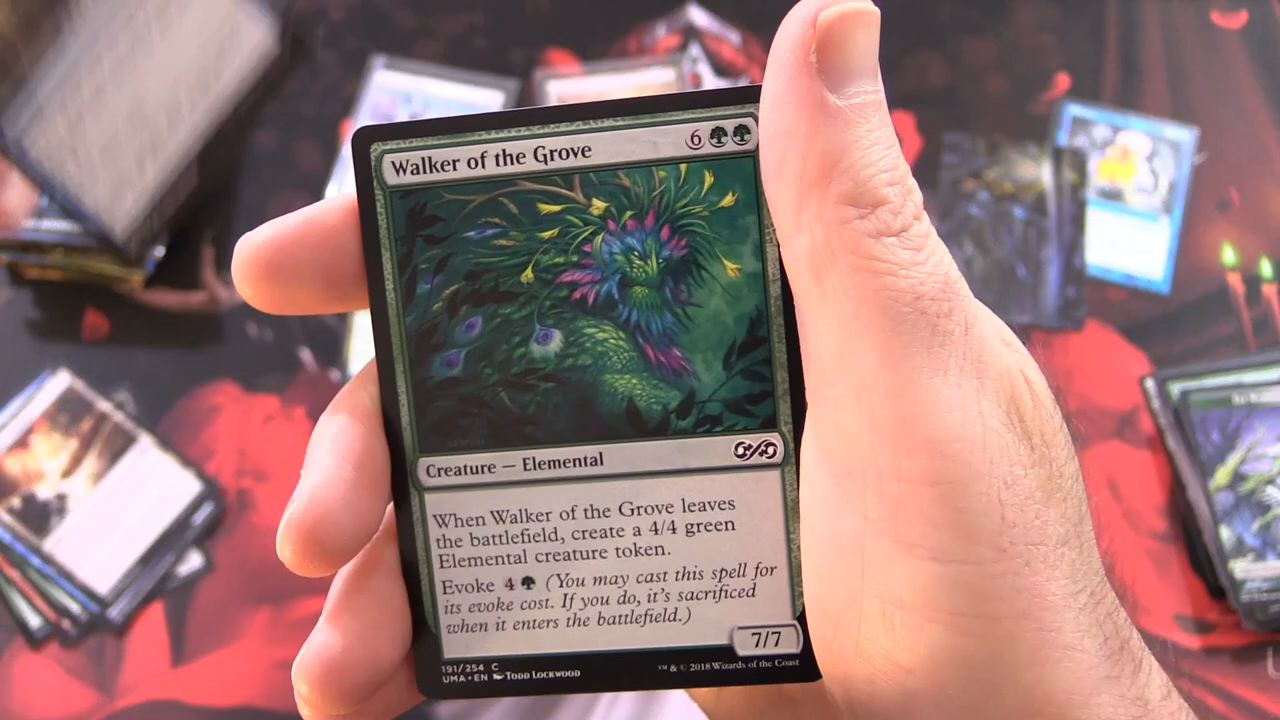 Walker of the Grove 6
Creature — Elemental
When Walker of the Grove leaves
the battlefield, create a 4/4 green
Elemental creature token.
Evoke 4 (You may cast this spell for
its evoke cost. If you do, it's sacrificed
when it enters the battlefield.)
7/7
191/254 C
UMA • EN Todd Lockwood
™ & © 2018 Wizards of the Coast